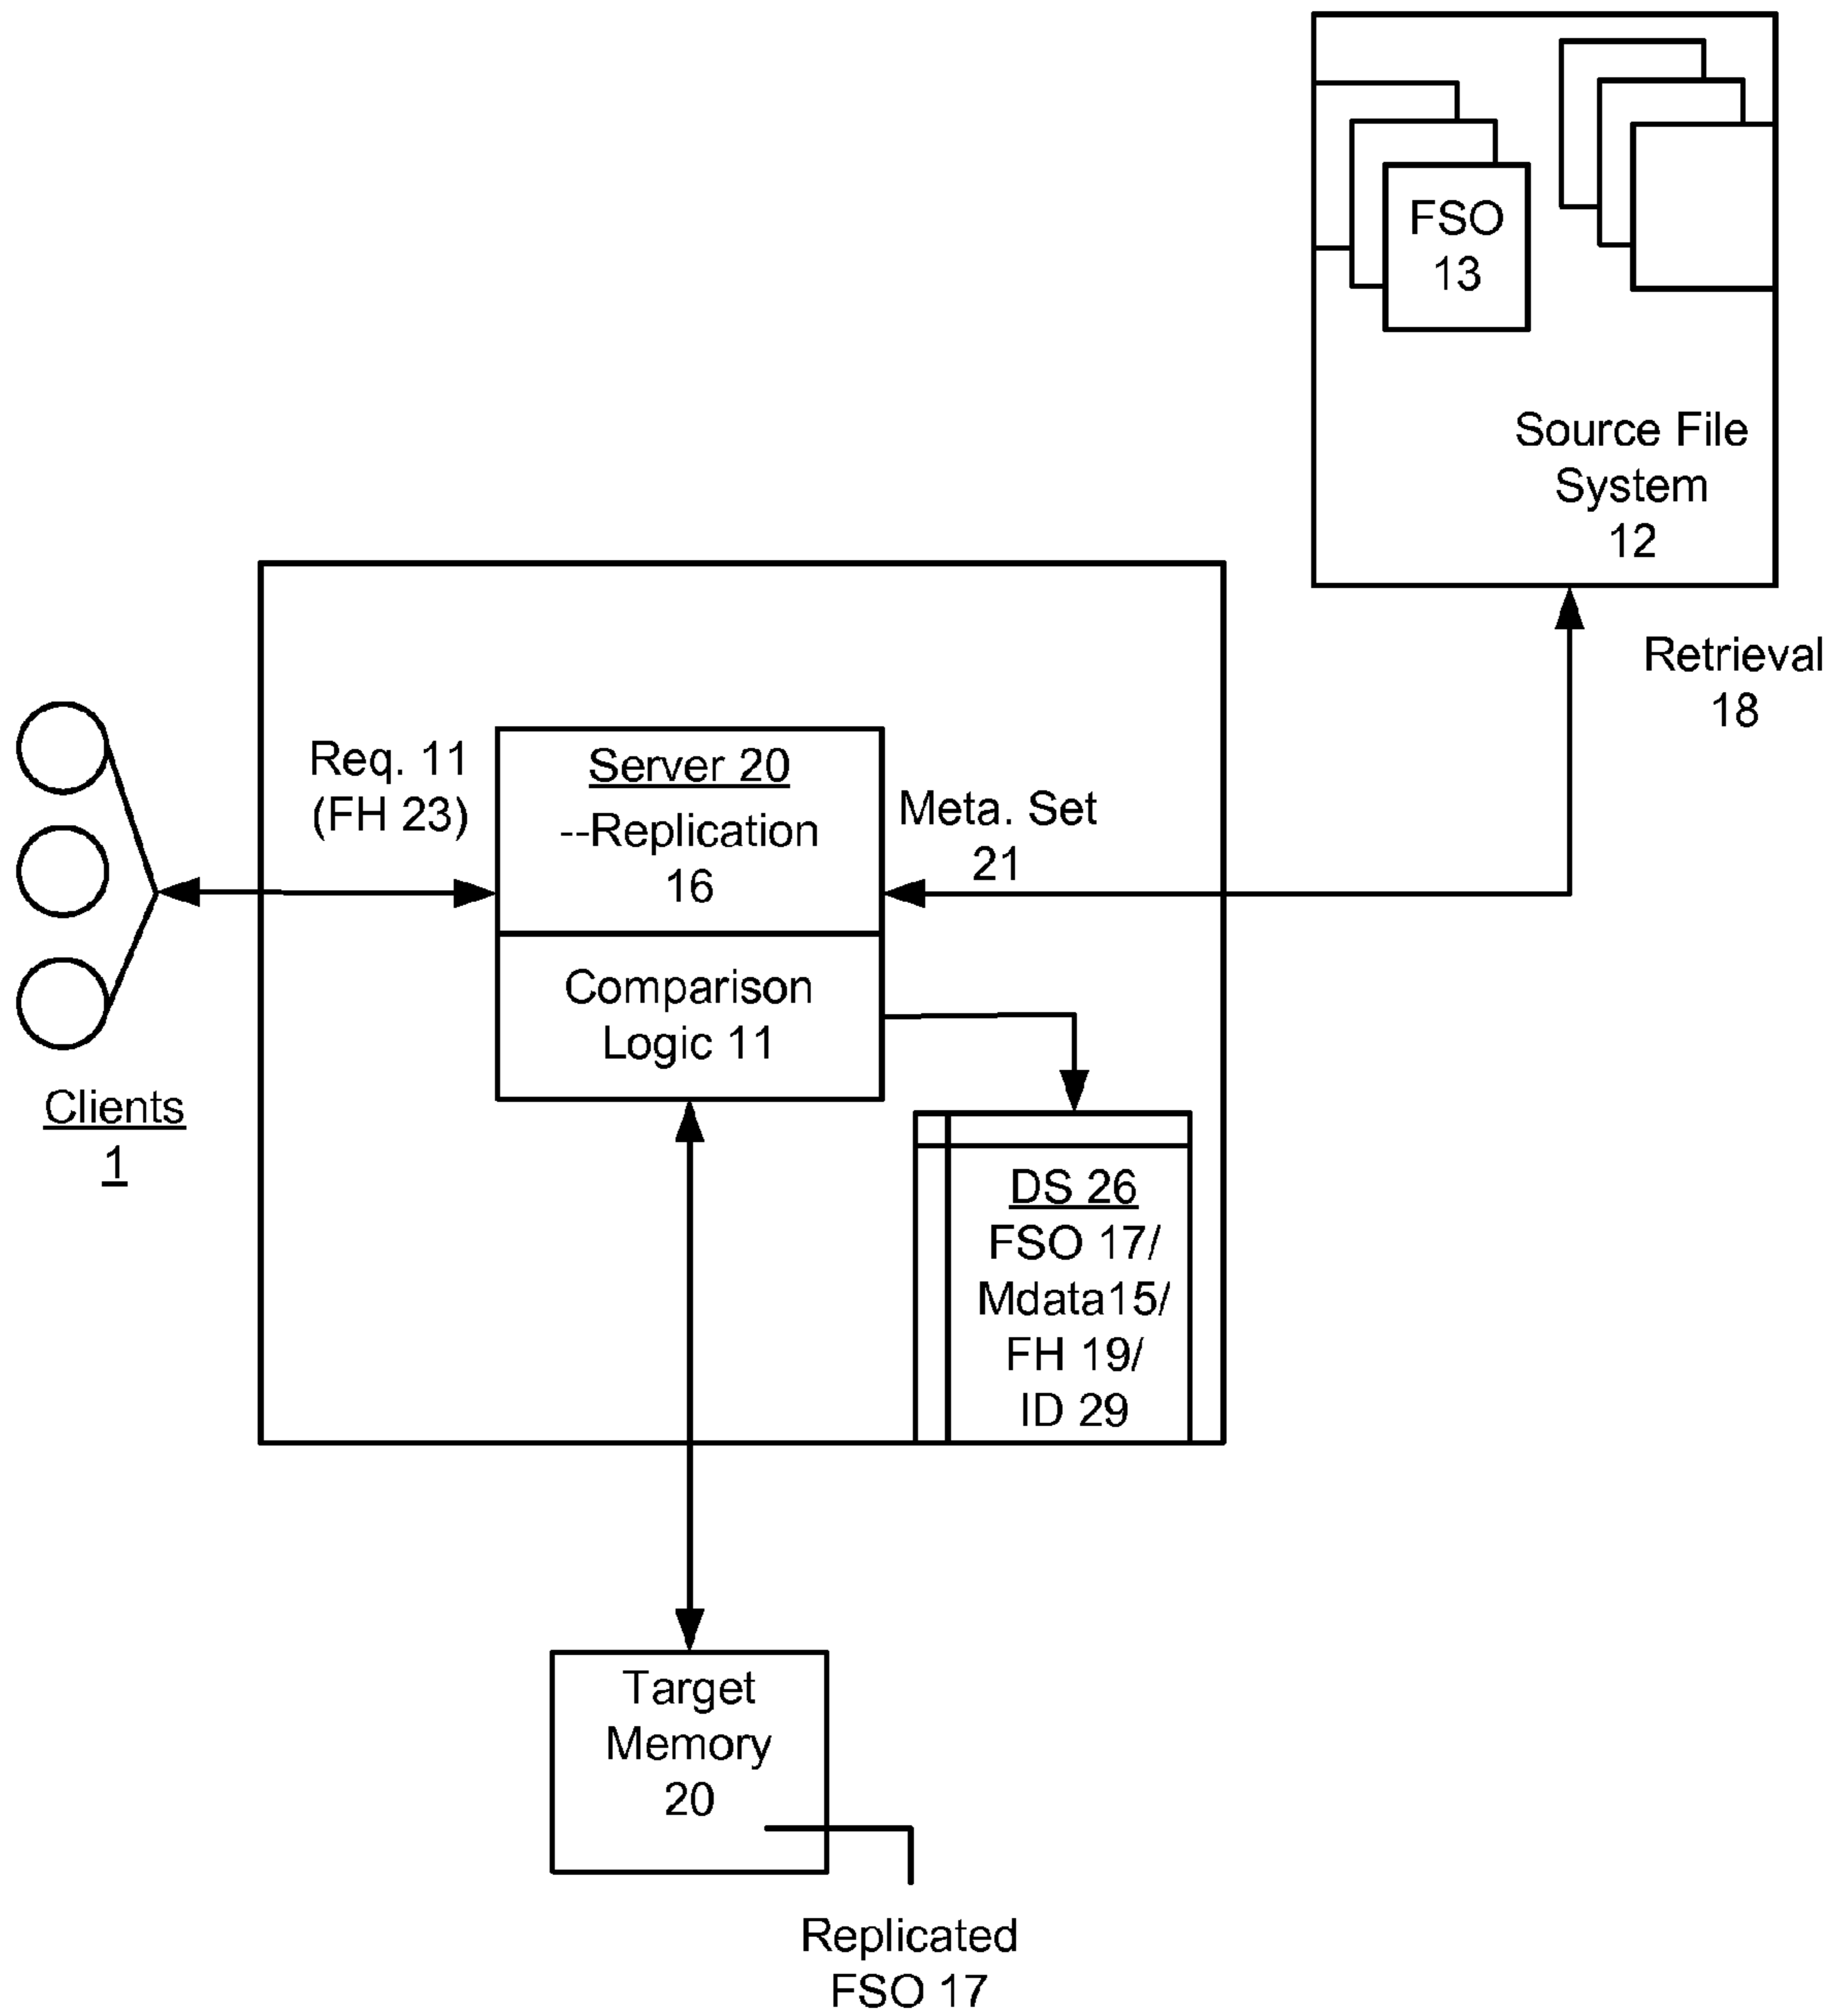 FSO
13
Source File
System
12
Retrieval
18
Req. 11
(FH 23)
Server 20
--Replication
16
Meta. Set
21
Comparison
Logic 11
Clients
1
DS 26
FSO 17/
Mdata15/
FH 19/
ID 29
Target
Memory
20
Replicated
FSO 17